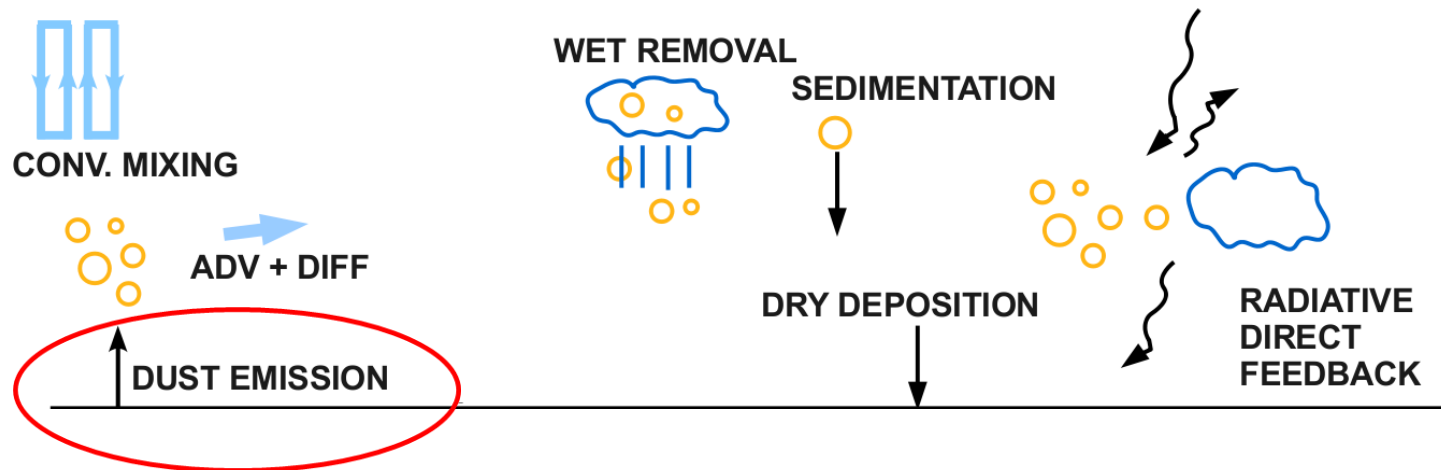 WET REMOVAL
SEDIMENTATION
CONV. MIXING
ADV + DIFF
DRY DEPOSITION
RADIATIVE
DIRECT
FEEDBACK
DUST EMISSION